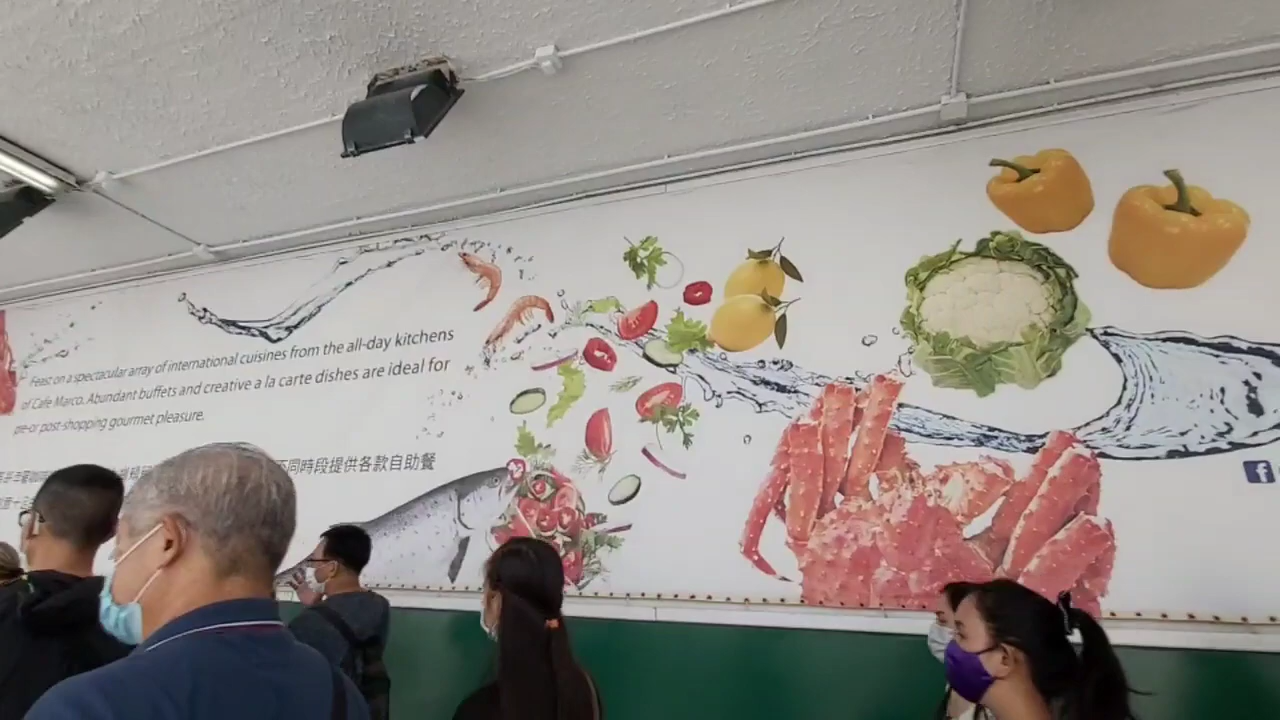 Feast on a spectacular array of international cuisines from the all-day kitchens
of Cafe Marco. Abundant buffets and creative a la carte dishes are ideal for
pre-or post-shopping gourmet pleasure.
不同時段提供各款自助餐
f